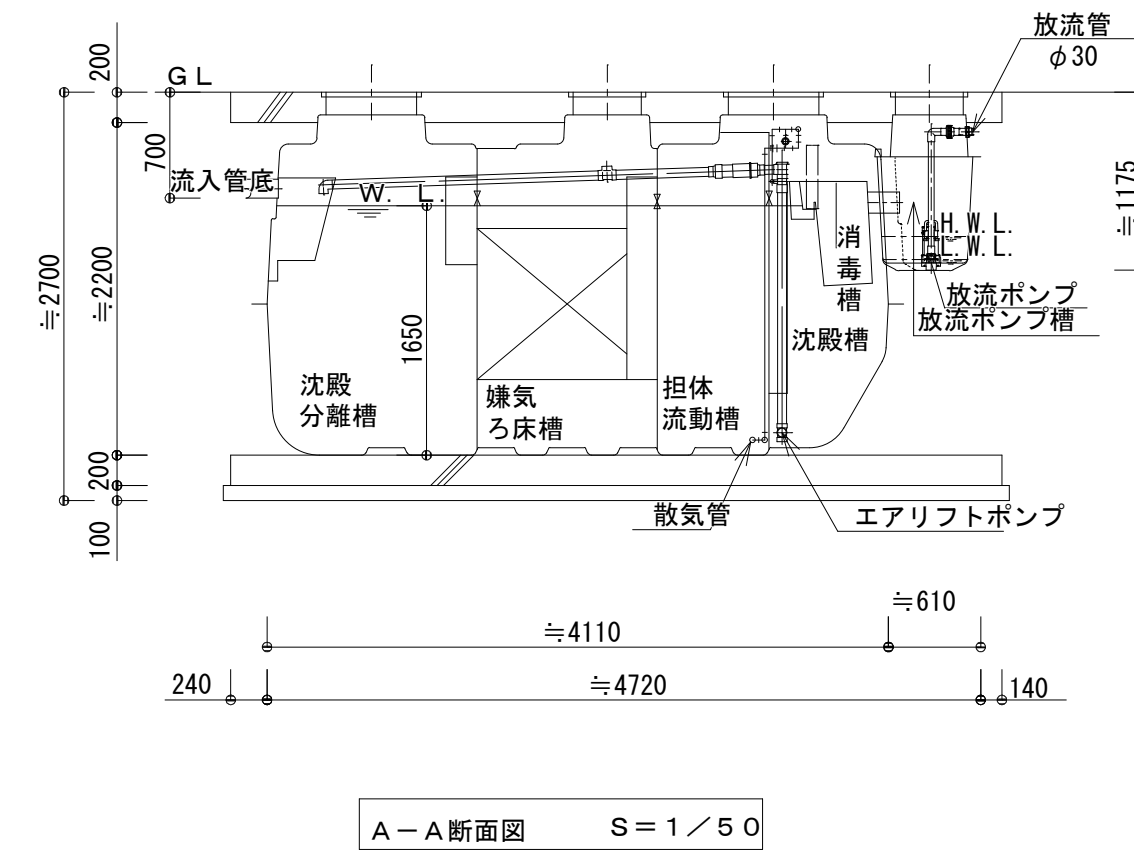 放流管
φ30
200
GL
700
流入管底
W. L.
≒1175
H.W.L.
L.W.L.
消毒槽
放流ポンプ
放流ポンプ槽
≒2700
≒2200
1650
沈殿槽
沈殿
分離槽
嫌気
ろ床槽
担体
流動槽
200
100
散気管
エアリフトポンプ
≒610
≒4110
240
≒4720
140
A-A断面図 S=1/50